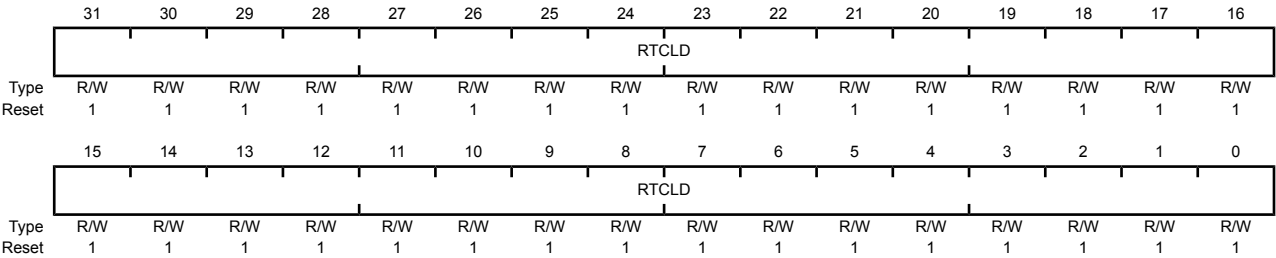 31 30 29 28 27 26 25 24 23 22 21 20 19 18 17 16
RTCLD
Type R/W R/W R/W R/W R/W R/W R/W R/W R/W R/W R/W R/W R/W R/W R/W R/W
Reset 1 1 1 1 1 1 1 1 1 1 1 1 1 1 1 1
15 14 13 12 11 10 9 8 7 6 5 4 3 2 1 0
RTCLD
Type R/W R/W R/W R/W R/W R/W R/W R/W R/W R/W R/W R/W R/W R/W R/W R/W
Reset 1 1 1 1 1 1 1 1 1 1 1 1 1 1 1 1